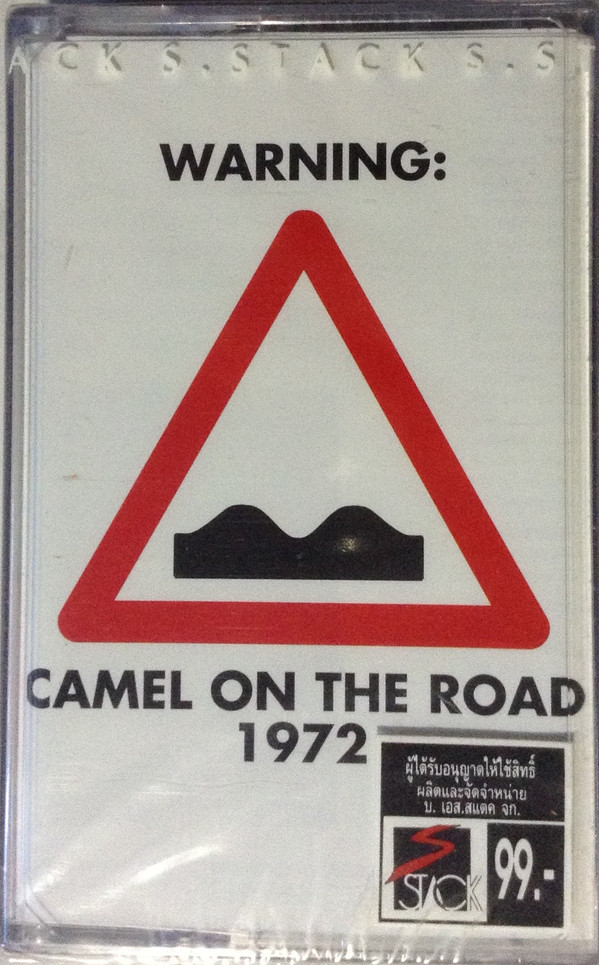 ACK S.STACK S.S.
WARNING:
CAMEL ON THE ROAD
1972
ผู้ได้รับอนุญาตให้ใช้สิทธิ์
ผลิตและจัดจำหน่าย
บ. เอส.สแตค จก.
S
STACK
99.-